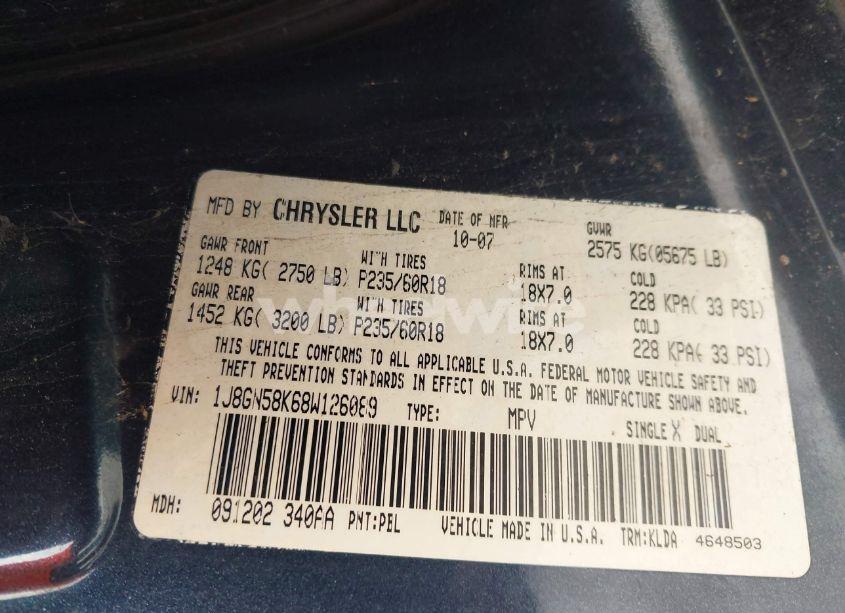 MFD BY CHRYSLER LLC DATE OF MFR 10-07 GVWR 2575 KG(05675 LB)
GAWR FRONT WITH TIRES RIMS AT COLD
1248 KG( 2750 LB) P235/60R18 18X7.0 228 KPA( 33 PSI)
GAWR REAR WITH TIRES RIMS AT COLD
1452 KG( 3200 LB) P235/60R18 18X7.0 228 KPA( 33 PSI)
THIS VEHICLE CONFORMS TO ALL APPLICABLE U.S.A. FEDERAL MOTOR VEHICLE SAFETY AND
THEFT PREVENTION STANDARDS IN EFFECT ON THE DATE OF MANUFACTURE SHOWN ABOVE.
VIN: 1J8GN58K68W126089 TYPE: MPV SINGLE X DUAL
MDH: 091202 340AA PNT:PBL VEHICLE MADE IN U.S.A. TRM:KLDA 4648503